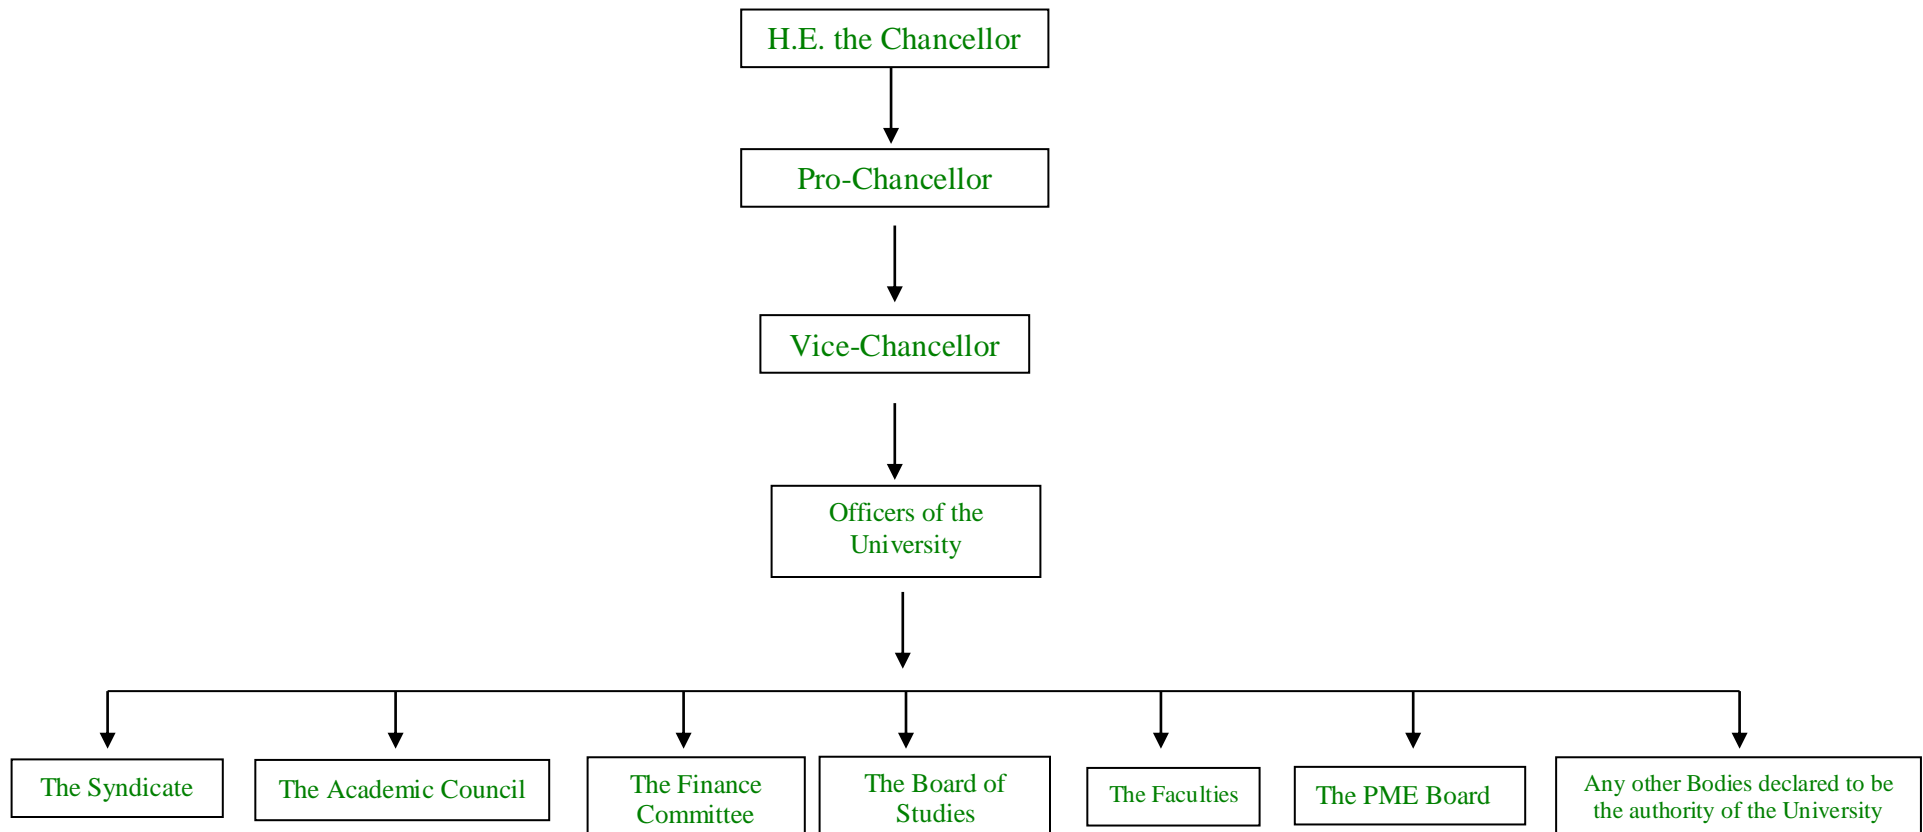 H.E. the Chancellor
Pro-Chancellor
Vice-Chancellor
Officers of the
University
The Syndicate
The Academic Council
The Finance
Committee
The Board of
Studies
The Faculties
The PME Board
Any other Bodies declared to be
the authority of the University